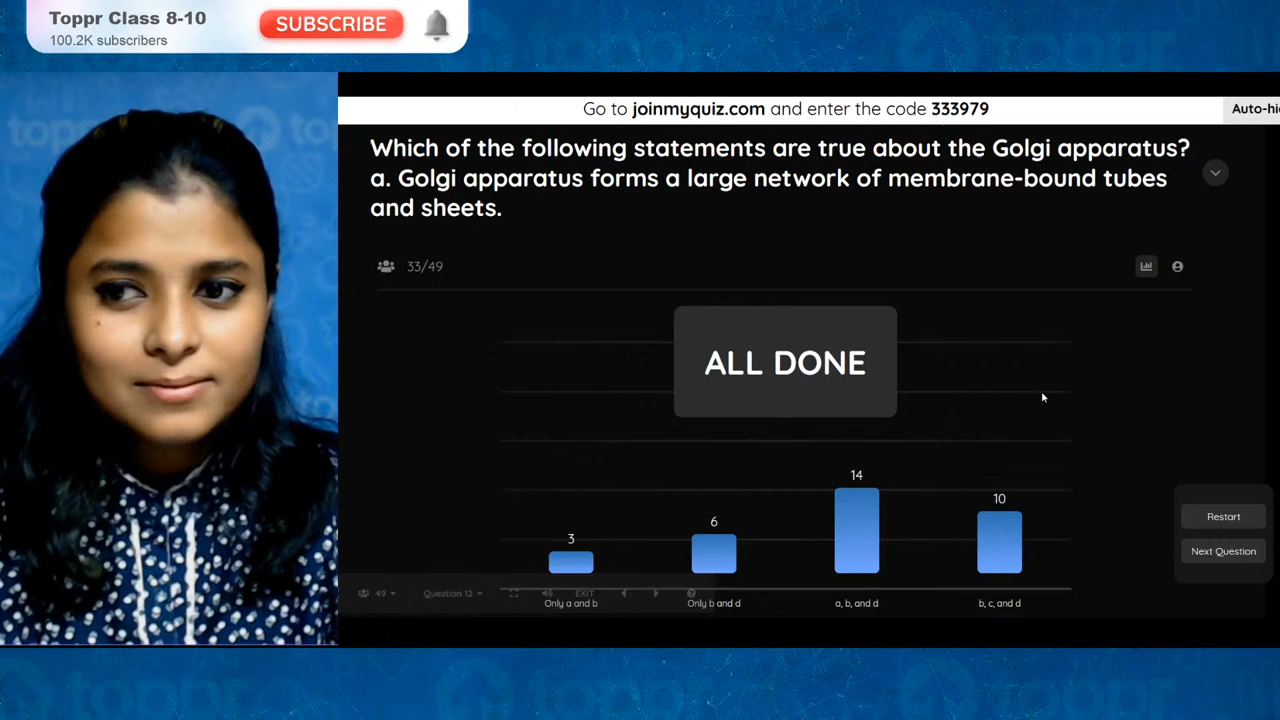 Toppr Class 8-10
100.2K subscribers
SUBSCRIBE
Go to joinmyquiz.com and enter the code 333979
Which of the following statements are true about the Golgi apparatus?
a. Golgi apparatus forms a large network of membrane-bound tubes
and sheets.
33/49
ALL DONE
3
6
14
10
Restart
Next Question
49
Question 12
EXIT
Only a and b
Only b and d
a, b, and d
b, c, and d
toppr
toppr